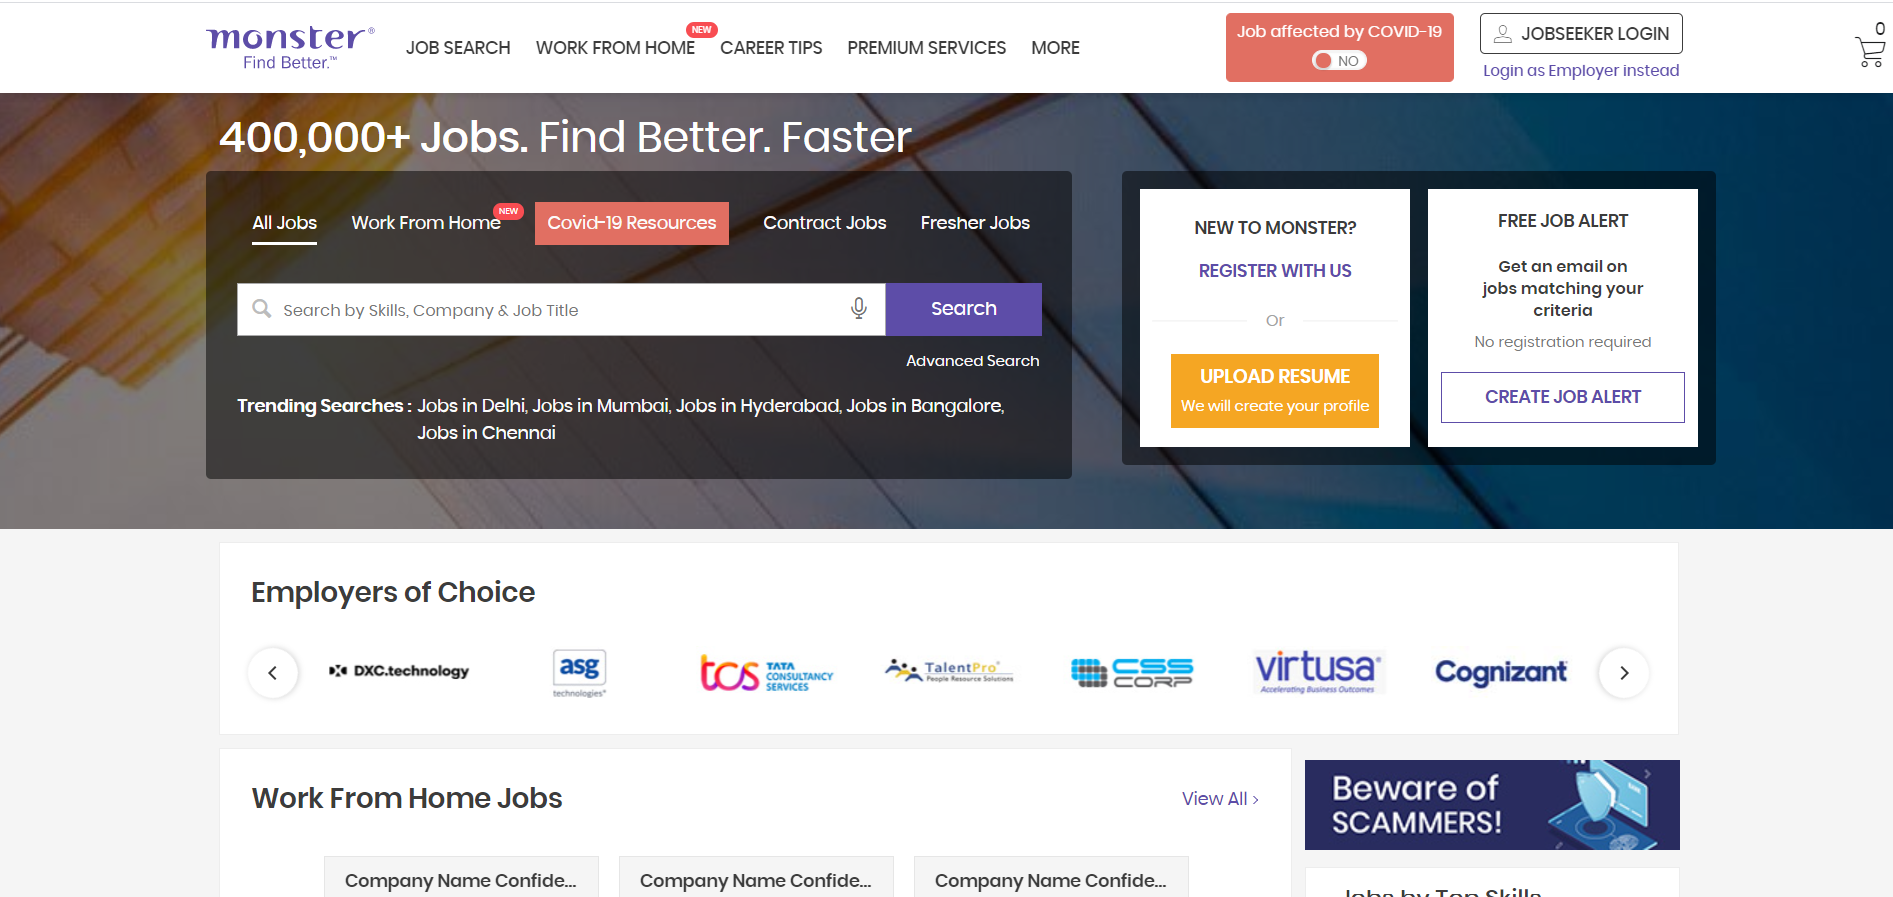 monster®
Find Better.™
JOB SEARCH
WORK FROM HOME
NEW
CAREER TIPS
PREMIUM SERVICES
MORE
Job affected by COVID-19
NO
JOBSEEKER LOGIN
Login as Employer instead
0
400,000+ Jobs. Find Better. Faster
All Jobs
Work From Home
NEW
Covid-19 Resources
Contract Jobs
Fresher Jobs
Search by Skills, Company & Job Title
Search
Advanced Search
Trending Searches : Jobs in Delhi, Jobs in Mumbai, Jobs in Hyderabad, Jobs in Bangalore,
Jobs in Chennai
NEW TO MONSTER?
REGISTER WITH US
Or
UPLOAD RESUME
We will create your profile
FREE JOB ALERT
Get an email on
jobs matching your
criteria
No registration required
CREATE JOB ALERT
Employers of Choice
DXC.technology
asg
technologies®
tcs
TATA
CONSULTANCY
SERVICES
TalentPro®
People Resource Solutions
CSS
CORP
virtusa®
Accelerating Business Outcomes
Cognizant
Work From Home Jobs
View All ›
Company Name Confide...
Company Name Confide...
Company Name Confide...
Beware of
SCAMMERS!
Jobs by Top Skills